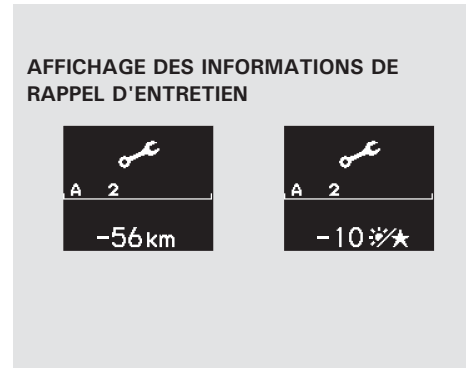 AFFICHAGE DES INFORMATIONS DE
RAPPEL D'ENTRETIEN
A 2 A 2
-56km -10